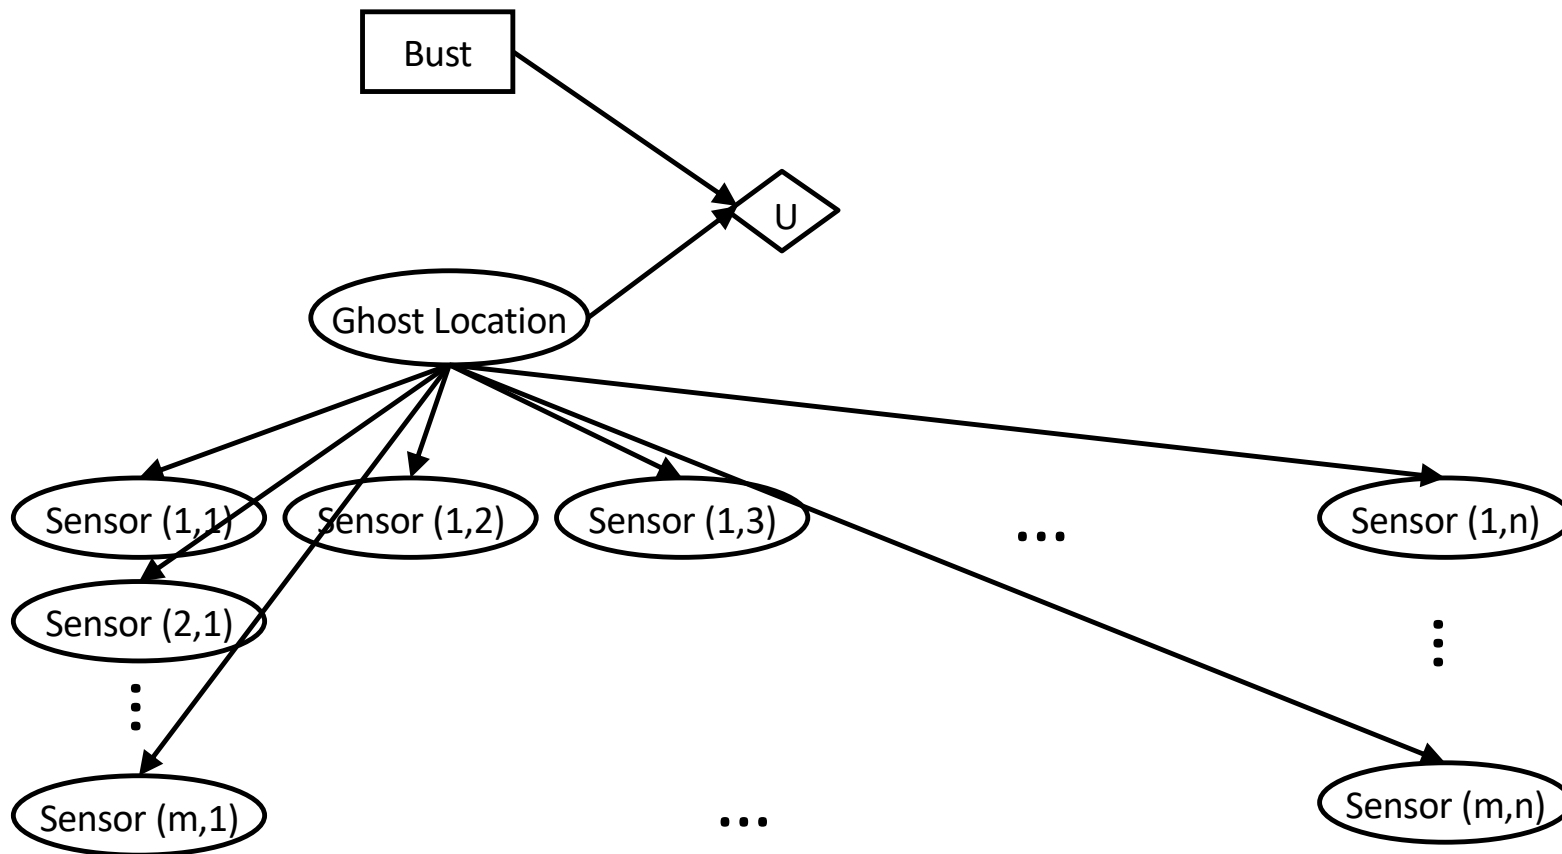 Bust
U
Ghost Location
Sensor (1,1)
Sensor (1,2)
Sensor (1,3)
...
Sensor (1,n)
Sensor (2,1)
...
...
Sensor (m,1)
...
Sensor (m,n)